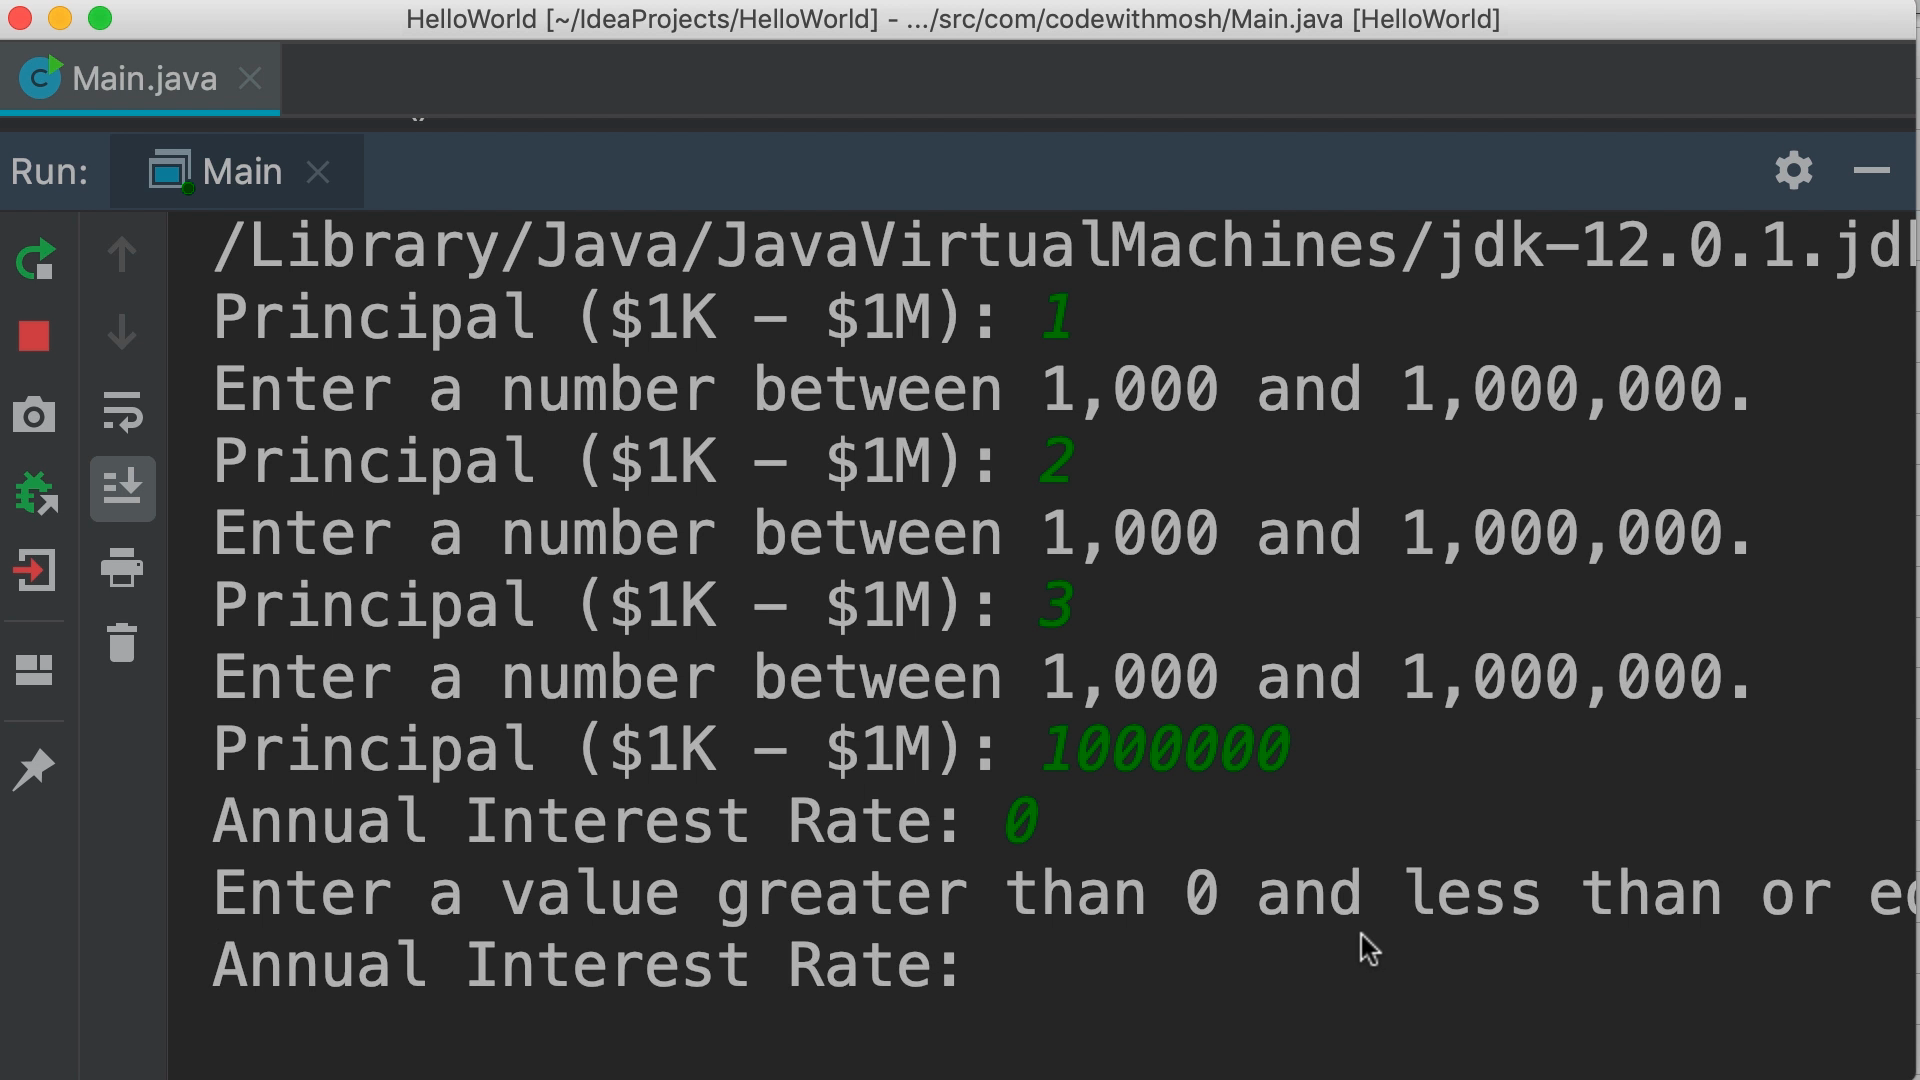 HelloWorld [~/IdeaProjects/HelloWorld] - .../src/com/codewithmosh/Main.java [HelloWorld]
Main.java
Run: Main
/Library/Java/JavaVirtualMachines/jdk-12.0.1.jdk
Principal ($1K - $1M): 1
Enter a number between 1,000 and 1,000,000.
Principal ($1K - $1M): 2
Enter a number between 1,000 and 1,000,000.
Principal ($1K - $1M): 3
Enter a number between 1,000 and 1,000,000.
Principal ($1K - $1M): 1000000
Annual Interest Rate: 0
Enter a value greater than 0 and less than or
Annual Interest Rate: